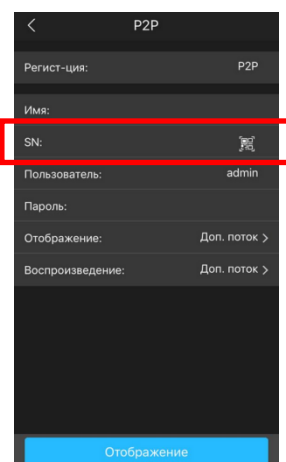 P2P
Регист-ция: P2P
Имя:
SN:
Пользователь: admin
Пароль:
Отображение: Доп. поток >
Воспроизведение: Доп. поток >
Отображение